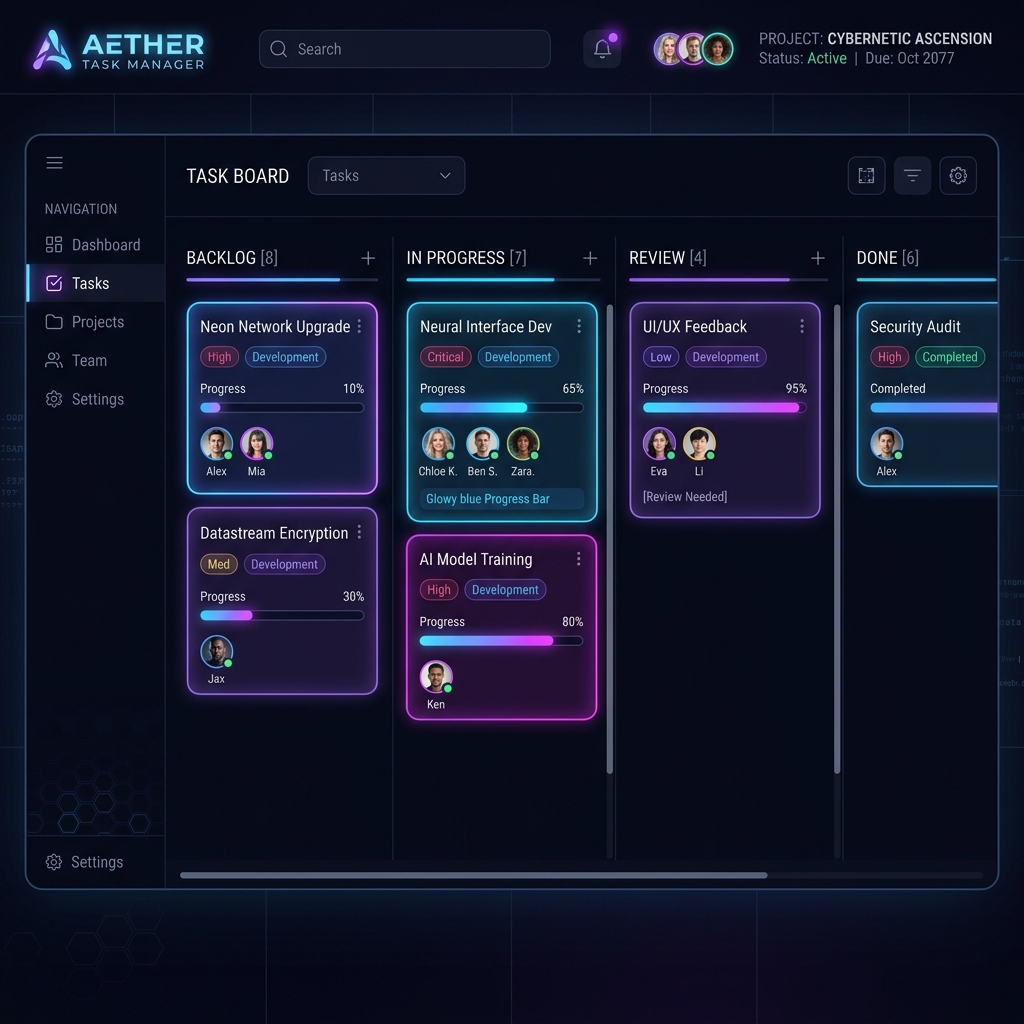 AETHER
TASK MANAGER
Search
PROJECT: CYBERNETIC ASCENSION
Status: Active | Due: Oct 2077
NAVIGATION
Dashboard
Tasks
Projects
Team
Settings
Settings
TASK BOARD
Tasks
BACKLOG [8]
Neon Network Upgrade
High
Development
Progress 10%
Alex
Mia
Datastream Encryption
Med
Development
Progress 30%
Jax
IN PROGRESS [7]
Neural Interface Dev
Critical
Development
Progress 65%
Chloe K.
Ben S.
Zara.
Glowy blue Progress Bar
AI Model Training
High
Development
Progress 80%
Ken
REVIEW [4]
UI/UX Feedback
Low
Development
Progress 95%
Eva
Li
[Review Needed]
DONE [6]
Security Audit
High
Completed
Completed
Alex